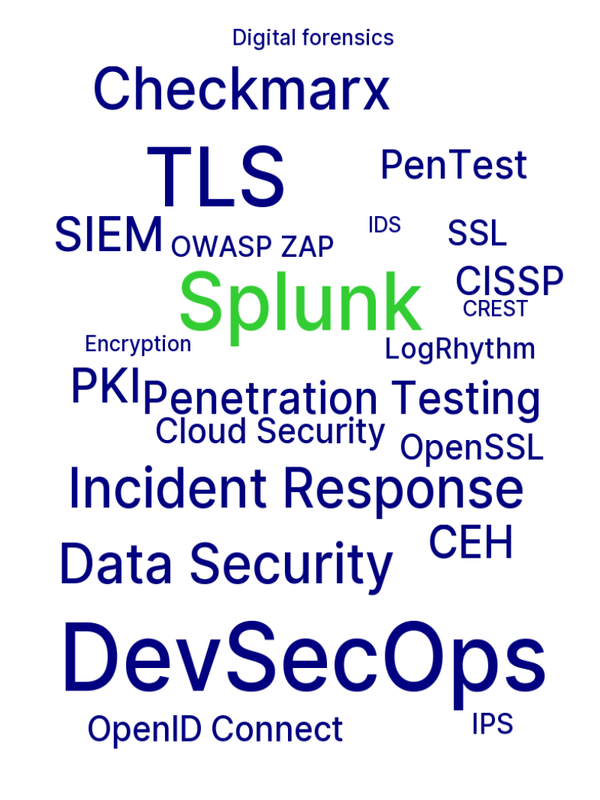 Digital forensics
Checkmarx
TLS
PenTest
SIEM
OWASP ZAP
IDS
SSL
Splunk
CISSP
CREST
Encryption
LogRhythm
PKI
Penetration Testing
Cloud Security
OpenSSL
Incident Response
CEH
Data Security
DevSecOps
OpenID Connect
IPS